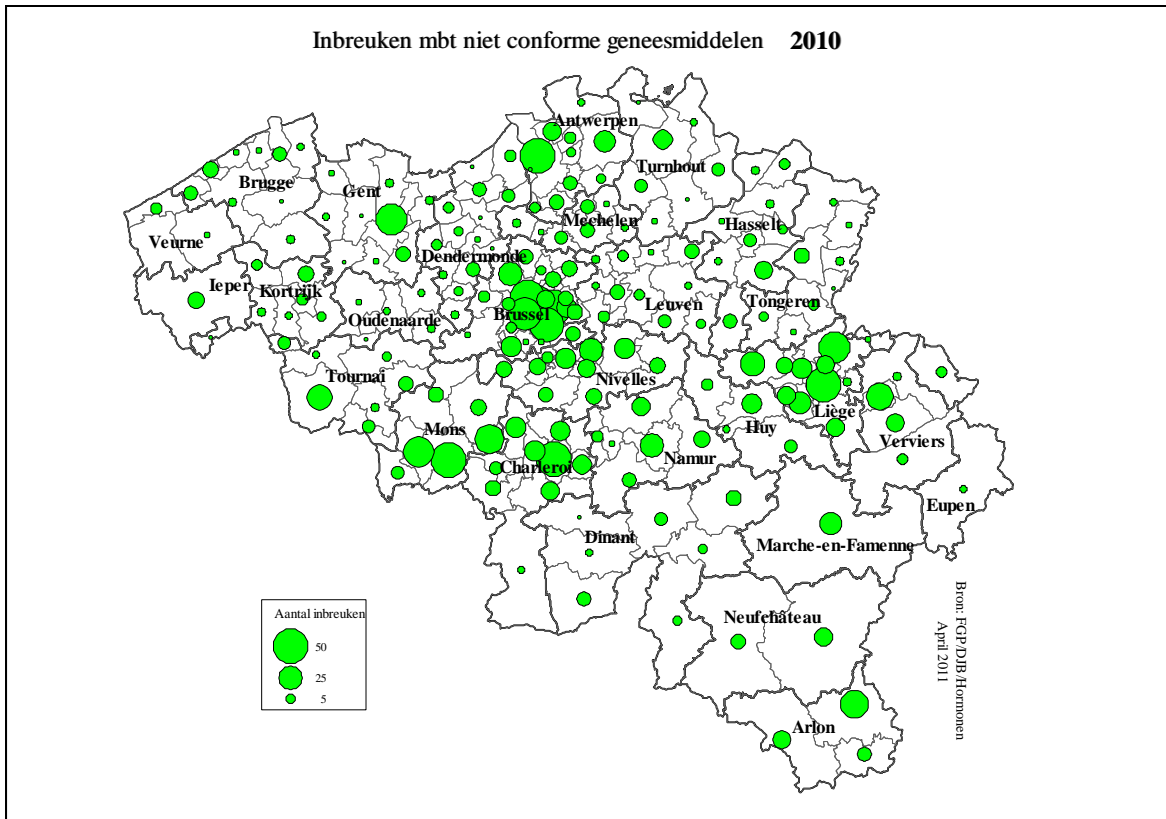 Inbreuken mbt niet conforme geneesmiddelen 2010
Antwerpen
Turnhout
Brugge
Gent
Mechelen
Hasselt
Veurne
Dendermonde
Ieper
Kortrijk
Leuven
Tongeren
Oudenaarde
Brussel
Tournai
Nivelles
Liège
Huy
Mons
Verviers
Charleroi
Namur
Eupen
Dinant
Marche-en-Famenne
Neufchâteau
Arlon
Aantal inbreuken
50
25
5
Bron: FGP/DJB/Hormonen
April 2011